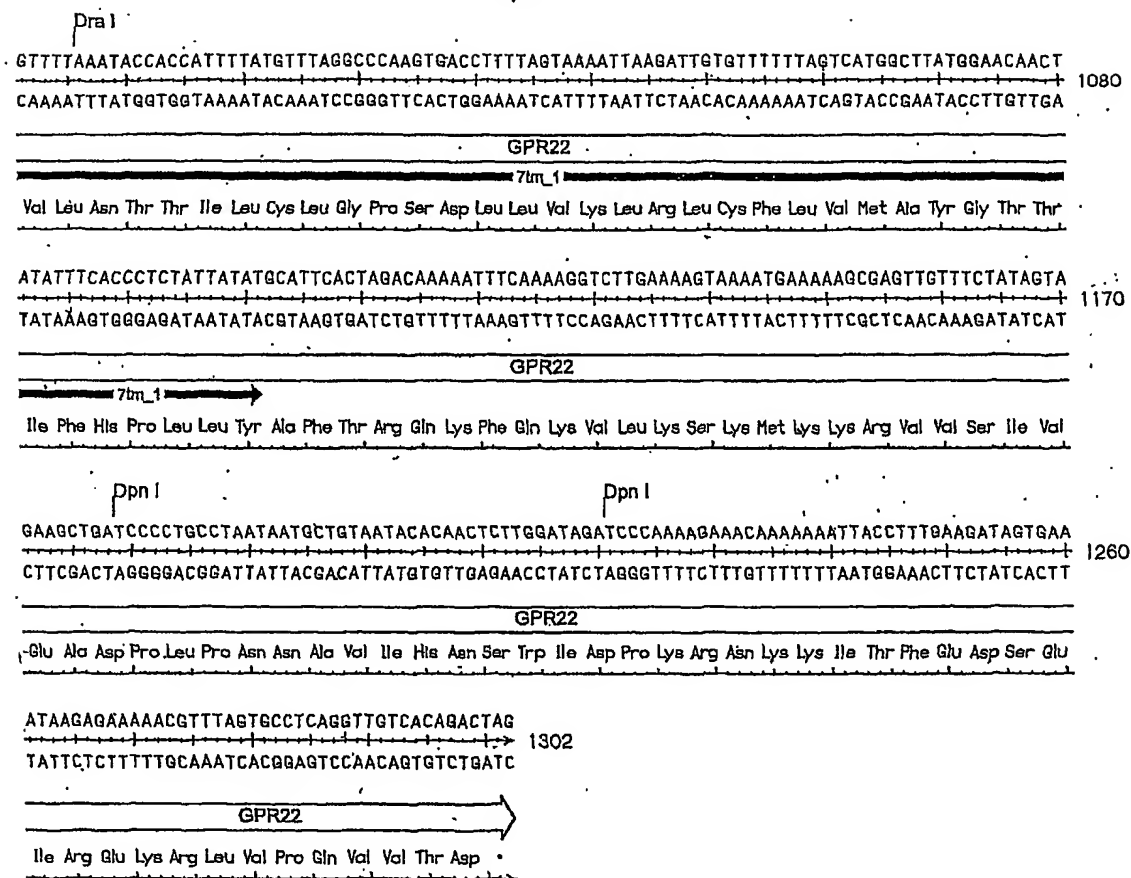 Dra I
GTTTTAAATACCACCATTTTATGTTTAGGCCCAAGTGACCTTTTAGTAAAATTAAGATTGTGTTTTTTAGTCATGGCTTATGGAACAACT
1080
CAAAATTTATGGTGGTAAAATACAAATCCGGGTTCACTGGAAAATCATTTTAATTCTAACACAAAAAATCAGTACCGAATACCTTGTTGA
GPR22
7tm_1
Val Leu Asn Thr Thr Ile Leu Cys Leu Gly Pro Ser Asp Leu Leu Val Lys Leu Arg Leu Cys Phe Leu Val Met Ala Tyr Gly Thr Thr
ATATTTCACCCTCTATTATATGCATTCACTAGACAAAAATTTCAAAAGGTCTTGAAAAGTAAAATGAAAAAGCGAGTTGTTTCTATAGTA
1170
TATAAAGTGGGAGATAATATACGTAAGTGATCTGTTTTTAAAGTTTTCCAGAACTTTTCATTTTACTTTTTCGCTCAACAAAGATATCAT
GPR22
7tm_1
Ile Phe His Pro Leu Leu Tyr Ala Phe Thr Arg Gln Lys Phe Gln Lys Val Leu Lys Ser Lys Met Lys Lys Arg Val Val Ser Ile Val
Dpn I Dpn I
GAAGCTGATCCCCTGCCTAATAATGCTGTAATACACAACTCTTGGATAGATCCCAAAAGAAACAAAAAAATTACCTTTGAAGATAGTGAA
1260
CTTCGACTAGGGGACGGATTATTACGACATTATGTGTTGAGAACCTATCTAGGGTTTTCTTTGTTTTTTTAATGGAAACTTCTATCACTT
GPR22
Glu Ala Asp Pro Leu Pro Asn Asn Ala Val Ile His Asn Ser Trp Ile Asp Pro Lys Arg Asn Lys Lys Ile Thr Phe Glu Asp Ser Glu
ATAAGAGAAAAACGTTTAGTGCCTCAGGTTGTCACAGACTAG
1302
TATTCTCTTTTTGCAAATCACGGAGTCCAACAGTGTCTGATC
GPR22
Ile Arg Glu Lys Arg Leu Val Pro Gln Val Val Thr Asp •